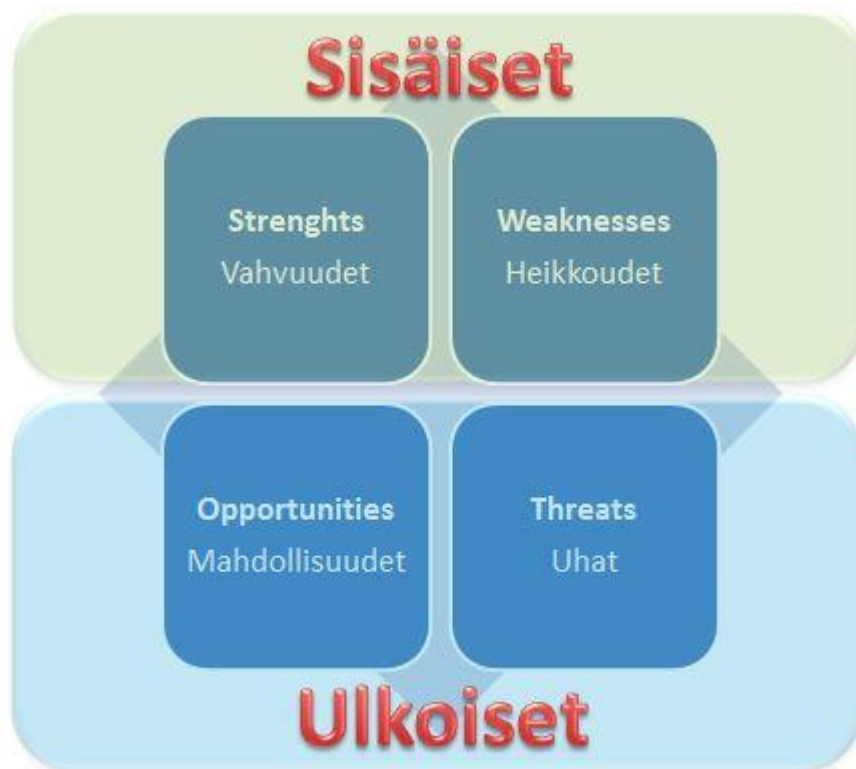 Sisäiset
Strenghts
Vahvuudet
Weaknesses
Heikkoudet
Opportunities
Mahdollisuudet
Threats
Uhat
Ulkoiset